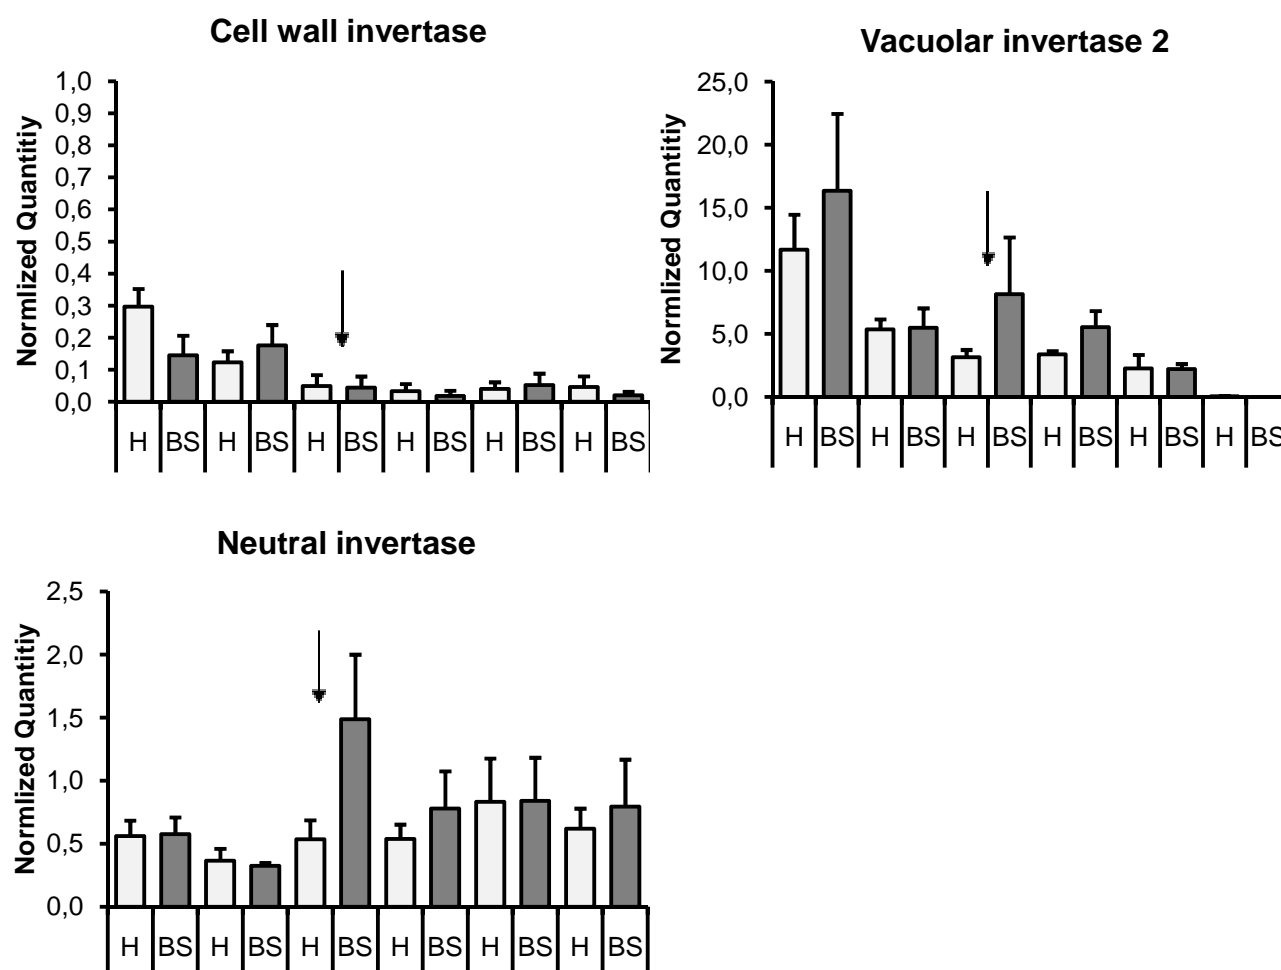 Cell wall invertase
Normlized Quantitiy
1,0
0,9
0,8
0,7
0,6
0,5
0,4
0,3
0,2
0,1
0,0
H BS H BS H BS H BS H BS H BS
Vacuolar invertase 2
Normlized Quantitiy
25,0
20,0
15,0
10,0
5,0
0,0
H BS H BS H BS H BS H BS H BS
Neutral invertase
Normlized Quantitiy
2,5
2,0
1,5
1,0
0,5
0,0
H BS H BS H BS H BS H BS H BS